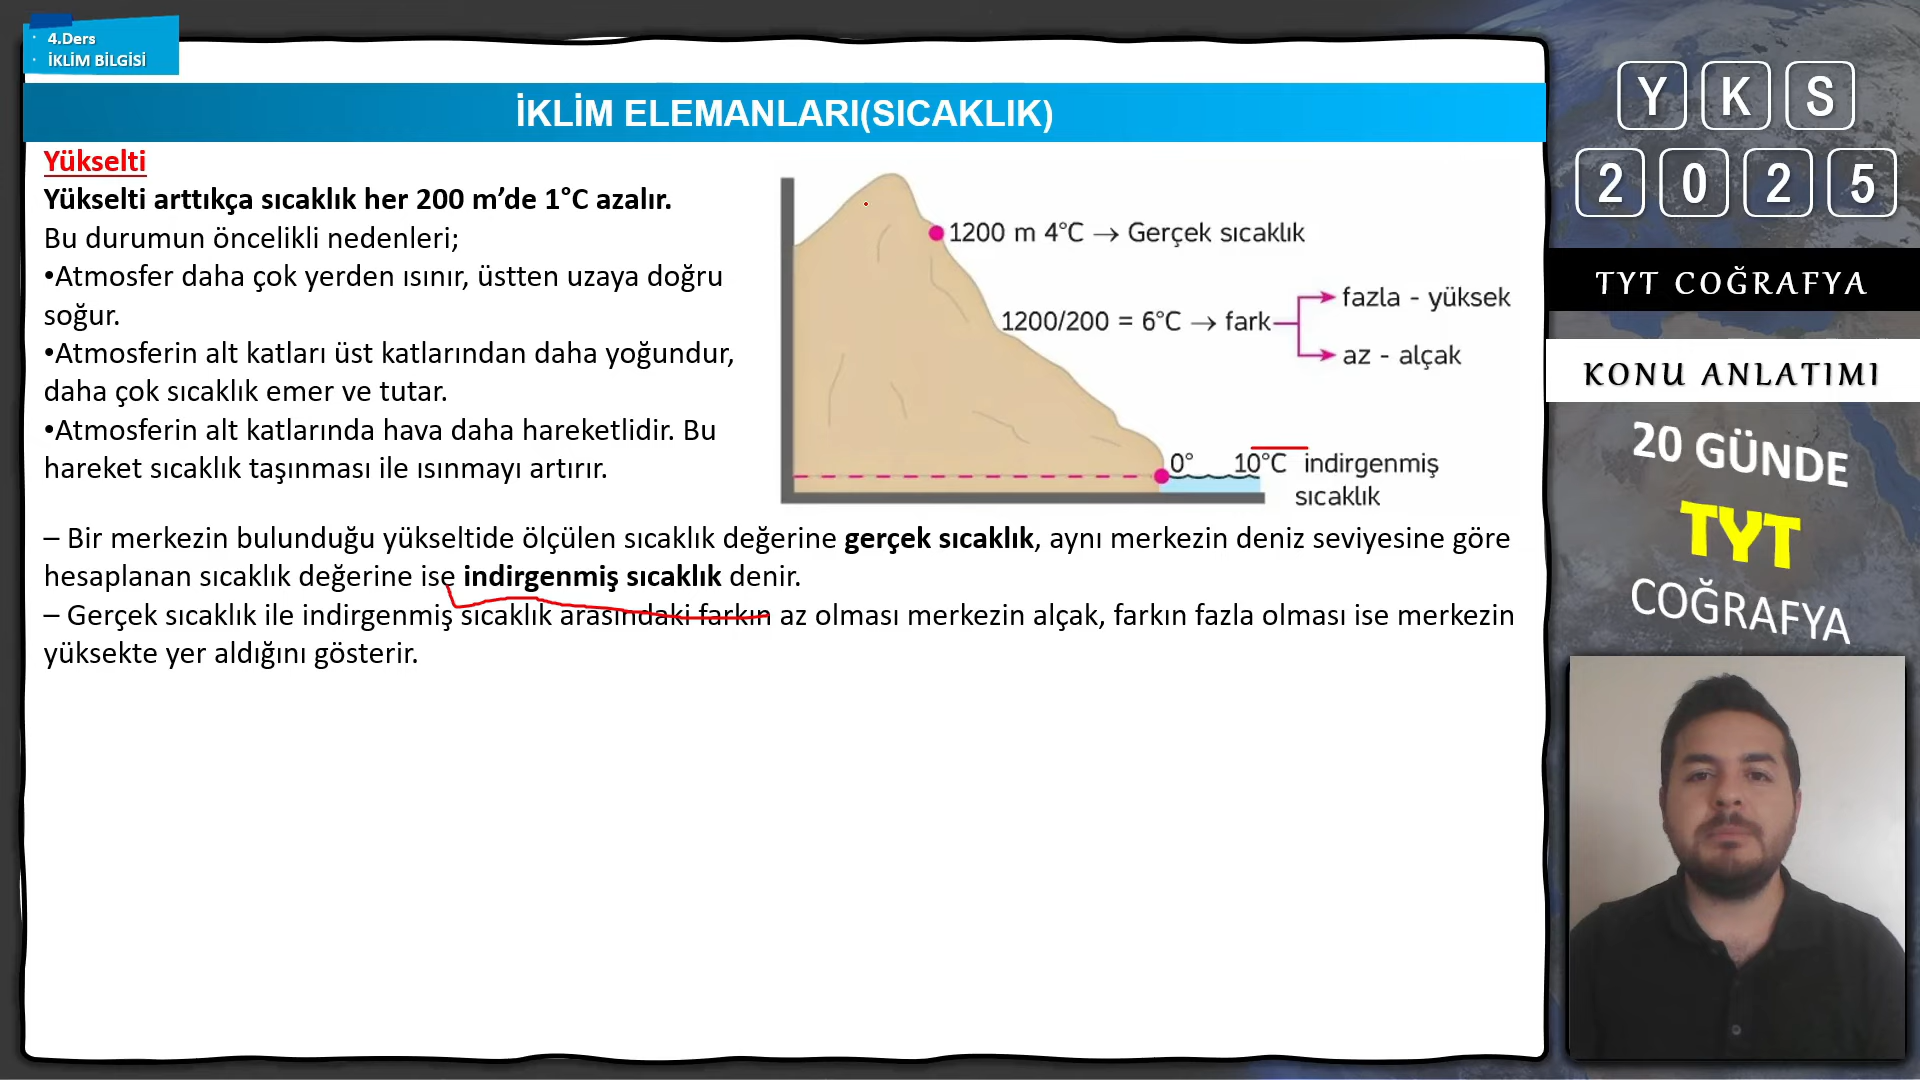 4.Ders
İKLİM BİLGİSİ
İKLİM ELEMANLARI(SICAKLIK)
Yükselti
Yükselti arttıkça sıcaklık her 200 m’de 1°C azalır.
Bu durumun öncelikli nedenleri;
•Atmosfer daha çok yerden ısınır, üstten uzaya doğru
soğur.
•Atmosferin alt katları üst katlarından daha yoğundur,
daha çok sıcaklık emer ve tutar.
•Atmosferin alt katlarında hava daha hareketlidir. Bu
hareket sıcaklık taşınması ile ısınmayı artırır.
1200 m 4°C → Gerçek sıcaklık
1200/200 = 6°C → fark
fazla - yüksek
az - alçak
0° 10°C indirgenmiş
sıcaklık
– Bir merkezin bulunduğu yükseltide ölçülen sıcaklık değerine gerçek sıcaklık, aynı merkezin deniz seviyesine göre
hesaplanan sıcaklık değerine ise indirgenmiş sıcaklık denir.
– Gerçek sıcaklık ile indirgenmiş sıcaklık arasındaki farkın az olması merkezin alçak, farkın fazla olması ise merkezin
yüksekte yer aldığını gösterir.
YKS
2025
TYT COĞRAFYA
KONU ANLATIMI
20 GÜNDE
TYT
COĞRAFYA